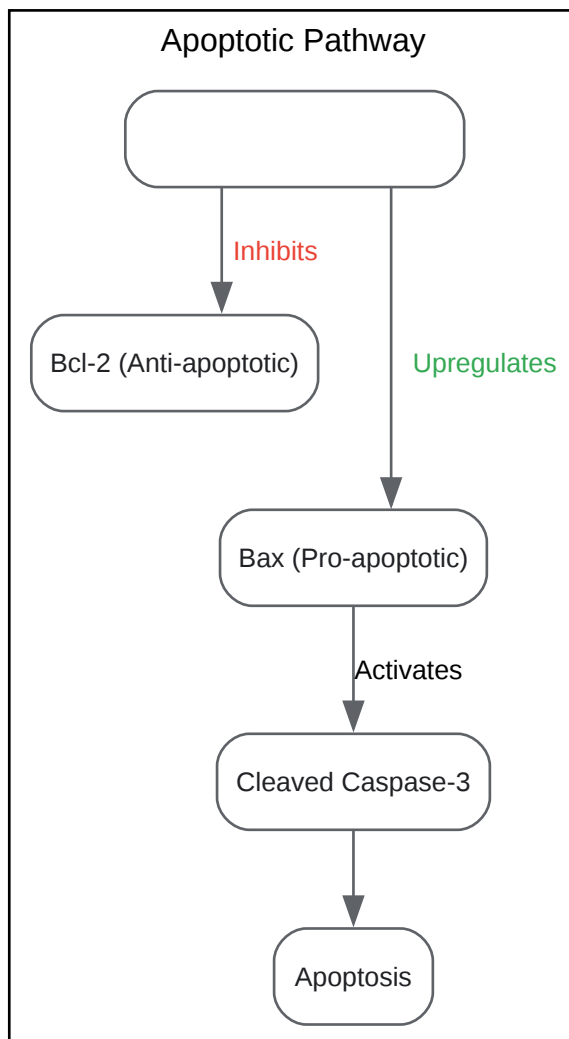 Apoptotic Pathway
Inhibits
Bcl-2 (Anti-apoptotic)
Upregulates
Bax (Pro-apoptotic)
Activates
Cleaved Caspase-3
Apoptosis